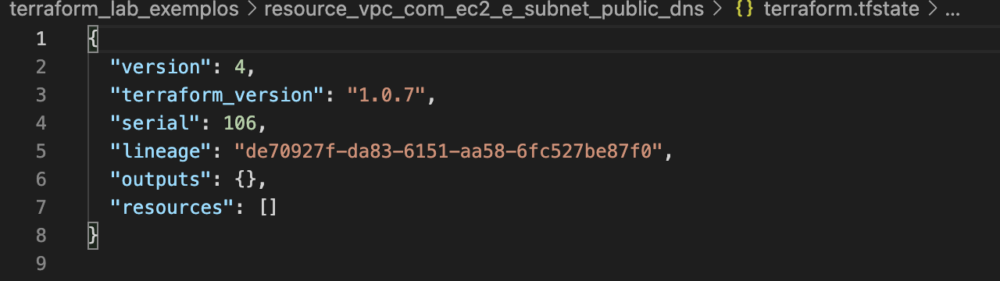 terraform_lab_exemplos > resource_vpc_com_ec2_e_subnet_public_dns > {} terraform.tfstate > ...
1 {
2 "version": 4,
3 "terraform_version": "1.0.7",
4 "serial": 106,
5 "lineage": "de70927f-da83-6151-aa58-6fc527be87f0",
6 "outputs": {},
7 "resources": []
8 }
9